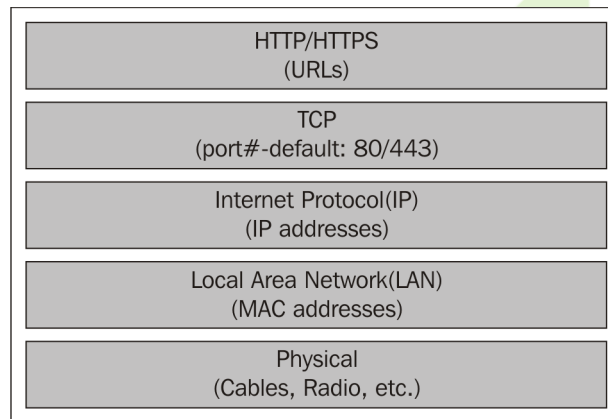 HTTP/HTTPS
(URLs)
TCP
(port#-default: 80/443)
Internet Protocol(IP)
(IP addresses)
Local Area Network(LAN)
(MAC addresses)
Physical
(Cables, Radio, etc.)